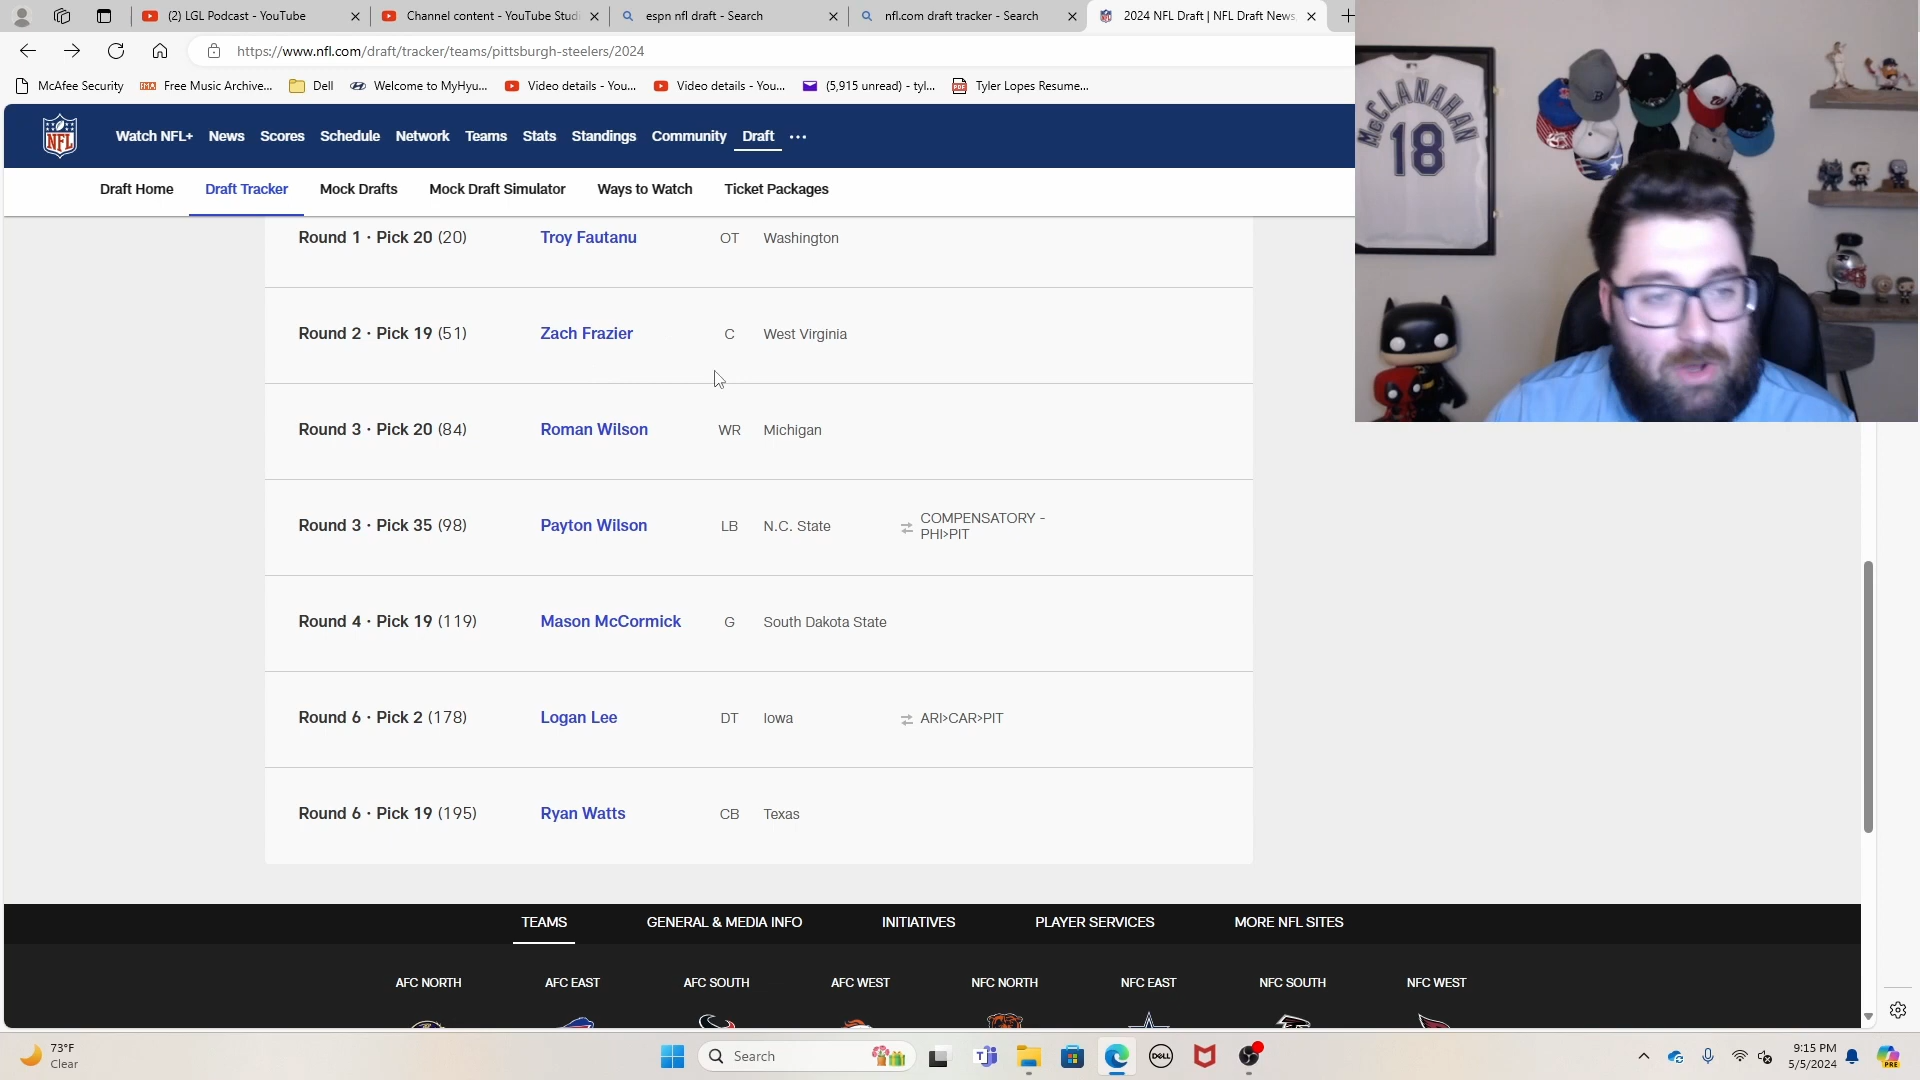 (2) LGL Podcast - YouTube
Channel content - YouTube Studi
espn nfl draft - Search
nfl.com draft tracker - Search
2024 NFL Draft | NFL Draft News,
https://www.nfl.com/draft/tracker/teams/pittsburgh-steelers/2024
McAfee Security
Free Music Archive...
Dell
Welcome to MyHyu...
Video details - You...
Video details - You...
(5,915 unread) - tyl...
Tyler Lopes Resume...
NFL
Watch NFL+ News Scores Schedule Network Teams Stats Standings Community Draft
Draft Home Draft Tracker Mock Drafts Mock Draft Simulator Ways to Watch Ticket Packages
McCLANAHAN
18
Round 1 · Pick 20 (20) Troy Fautanu OT Washington
Round 2 · Pick 19 (51) Zach Frazier C West Virginia
Round 3 · Pick 20 (84) Roman Wilson WR Michigan
Round 3 · Pick 35 (98) Payton Wilson LB N.C. State COMPENSATORY -
PHI>PIT
Round 4 · Pick 19 (119) Mason McCormick G South Dakota State
Round 6 · Pick 2 (178) Logan Lee DT Iowa ARI>CAR>PIT
Round 6 · Pick 19 (195) Ryan Watts CB Texas
TEAMS GENERAL & MEDIA INFO INITIATIVES PLAYER SERVICES MORE NFL SITES
AFC NORTH AFC EAST AFC SOUTH AFC WEST NFC NORTH NFC EAST NFC SOUTH NFC WEST
73°F
Clear
Search
DELL
9:15 PM
5/5/2024
PRE